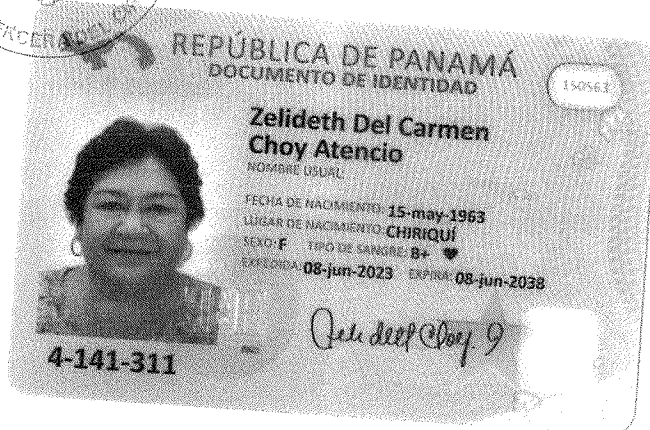 REPÚBLICA DE PANAMÁ
DOCUMENTO DE IDENTIDAD
150563
Zelideth Del Carmen
Choy Atencio
NOMBRE USUAL:
FECHA DE NACIMIENTO: 15-may-1963
LUGAR DE NACIMIENTO: CHIRIQUÍ
SEXO: F TIPO DE SANGRE: B+
EXPEDIDA: 08-jun-2023 EXPIRA: 08-jun-2038
4-141-311